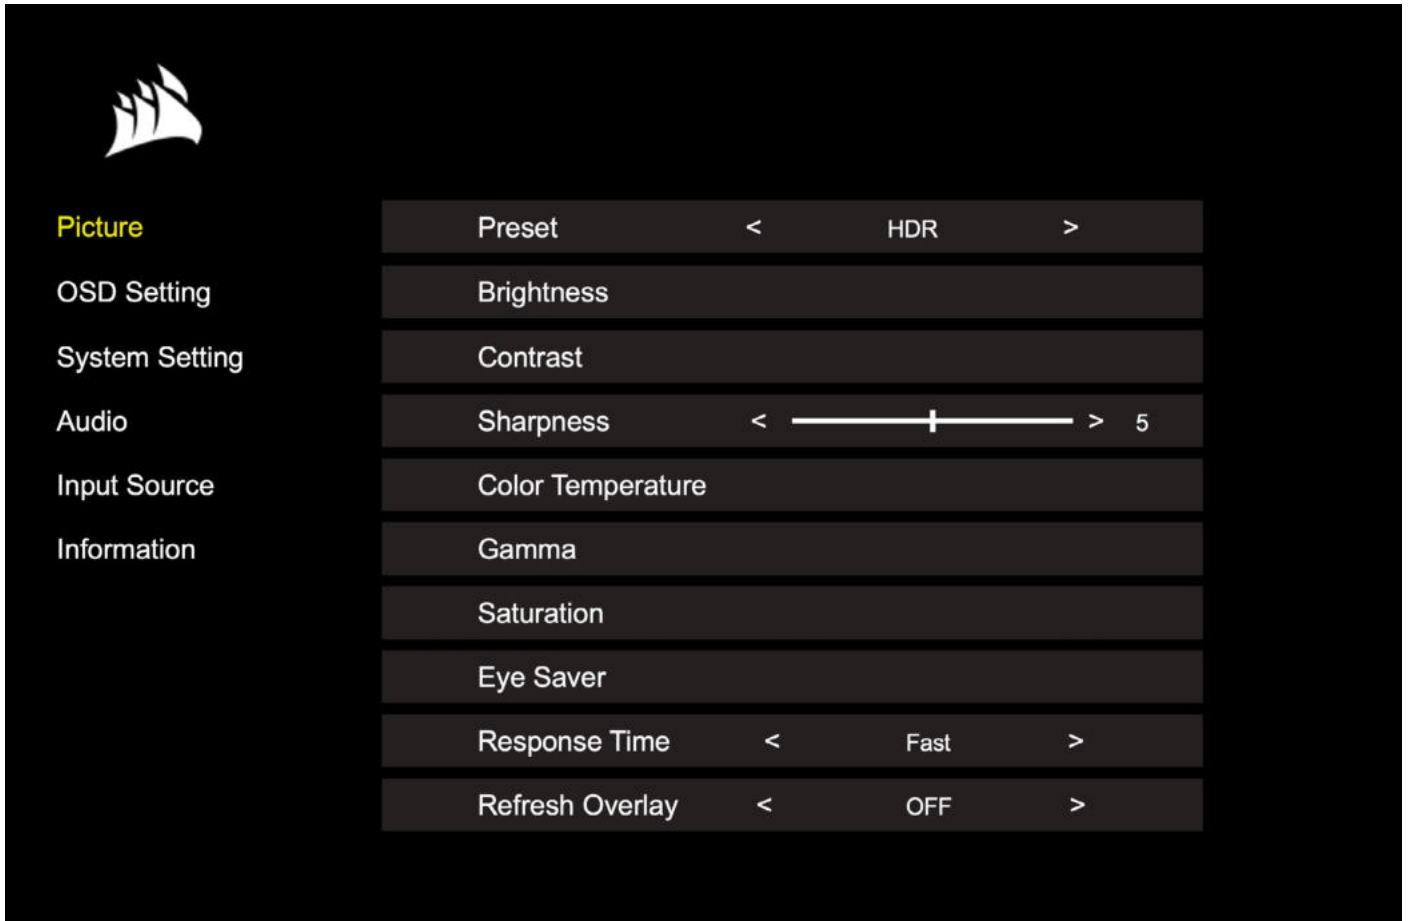 Picture
OSD Setting
System Setting
Audio
Input Source
Information
Preset < HDR >
Brightness
Contrast
Sharpness < > 5
Color Temperature
Gamma
Saturation
Eye Saver
Response Time < Fast >
Refresh Overlay < OFF >